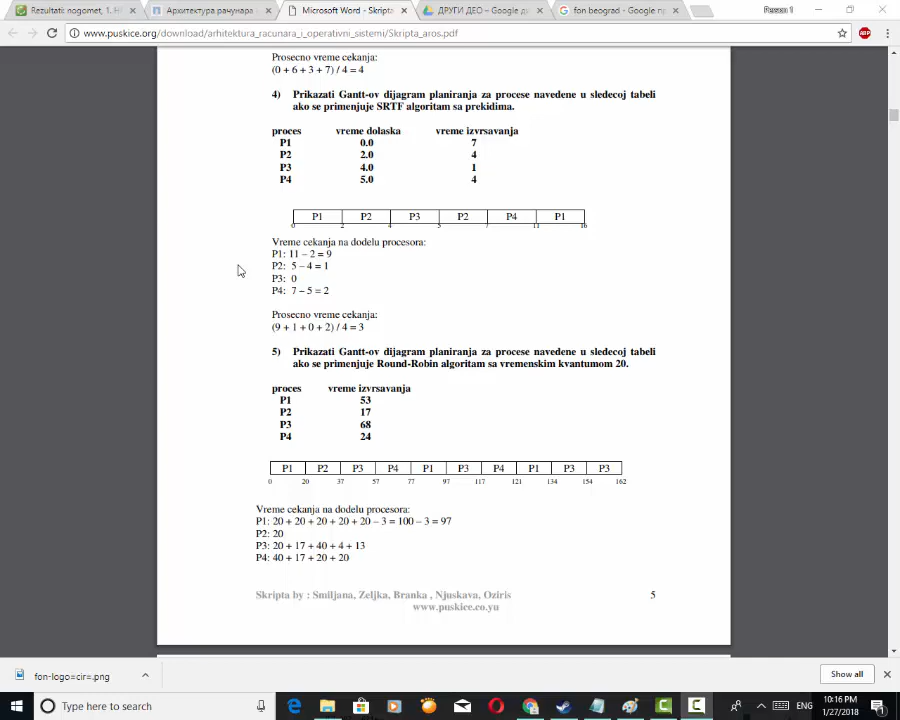 Rezultati: nogomet, 1. H
Архитектура рачунара
Microsoft Word - Skripta
ДРУГИ ДЕО – Google ди
fon beograd - Google пр
www.puskice.org/download/arhitektura_racunara_i_operativni_sistemi/Skripta_aros.pdf
Prosecno vreme cekanja:
(0 + 6 + 3 + 7) / 4 = 4
4) Prikazati Gantt-ov dijagram planiranja za procese navedene u sledecoj tabeli
ako se primenjuje SRTF algoritam sa prekidima.
proces vreme dolaska vreme izvrsavanja
P1 0.0 7
P2 2.0 4
P3 4.0 1
P4 5.0 4
P1 P2 P3 P2 P4 P1
0 2 4 5 7 11 16
Vreme cekanja na dodelu procesora:
P1: 11 – 2 = 9
P2: 5 – 4 = 1
P3: 0
P4: 7 – 5 = 2
Prosecno vreme cekanja:
(9 + 1 + 0 + 2) / 4 = 3
5) Prikazati Gantt-ov dijagram planiranja za procese navedene u sledecoj tabeli
ako se primenjuje Round-Robin algoritam sa vremenskim kvantumom 20.
proces vreme izvrsavanja
P1 53
P2 17
P3 68
P4 24
P1 P2 P3 P4 P1 P3 P4 P1 P3 P3
0 20 37 57 77 97 117 121 134 154 162
Vreme cekanja na dodelu procesora:
P1: 20 + 20 + 20 + 20 + 20 – 3 = 100 – 3 = 97
P2: 20
P3: 20 + 17 + 40 + 4 + 13
P4: 40 + 17 + 20 + 20
Skripta by : Smiljana, Zeljka, Branka , Njuskava, Oziris 5
www.puskice.co.yu
fon-logo=cir=.png
Show all
Type here to search
ENG
10:16 PM
1/27/2018